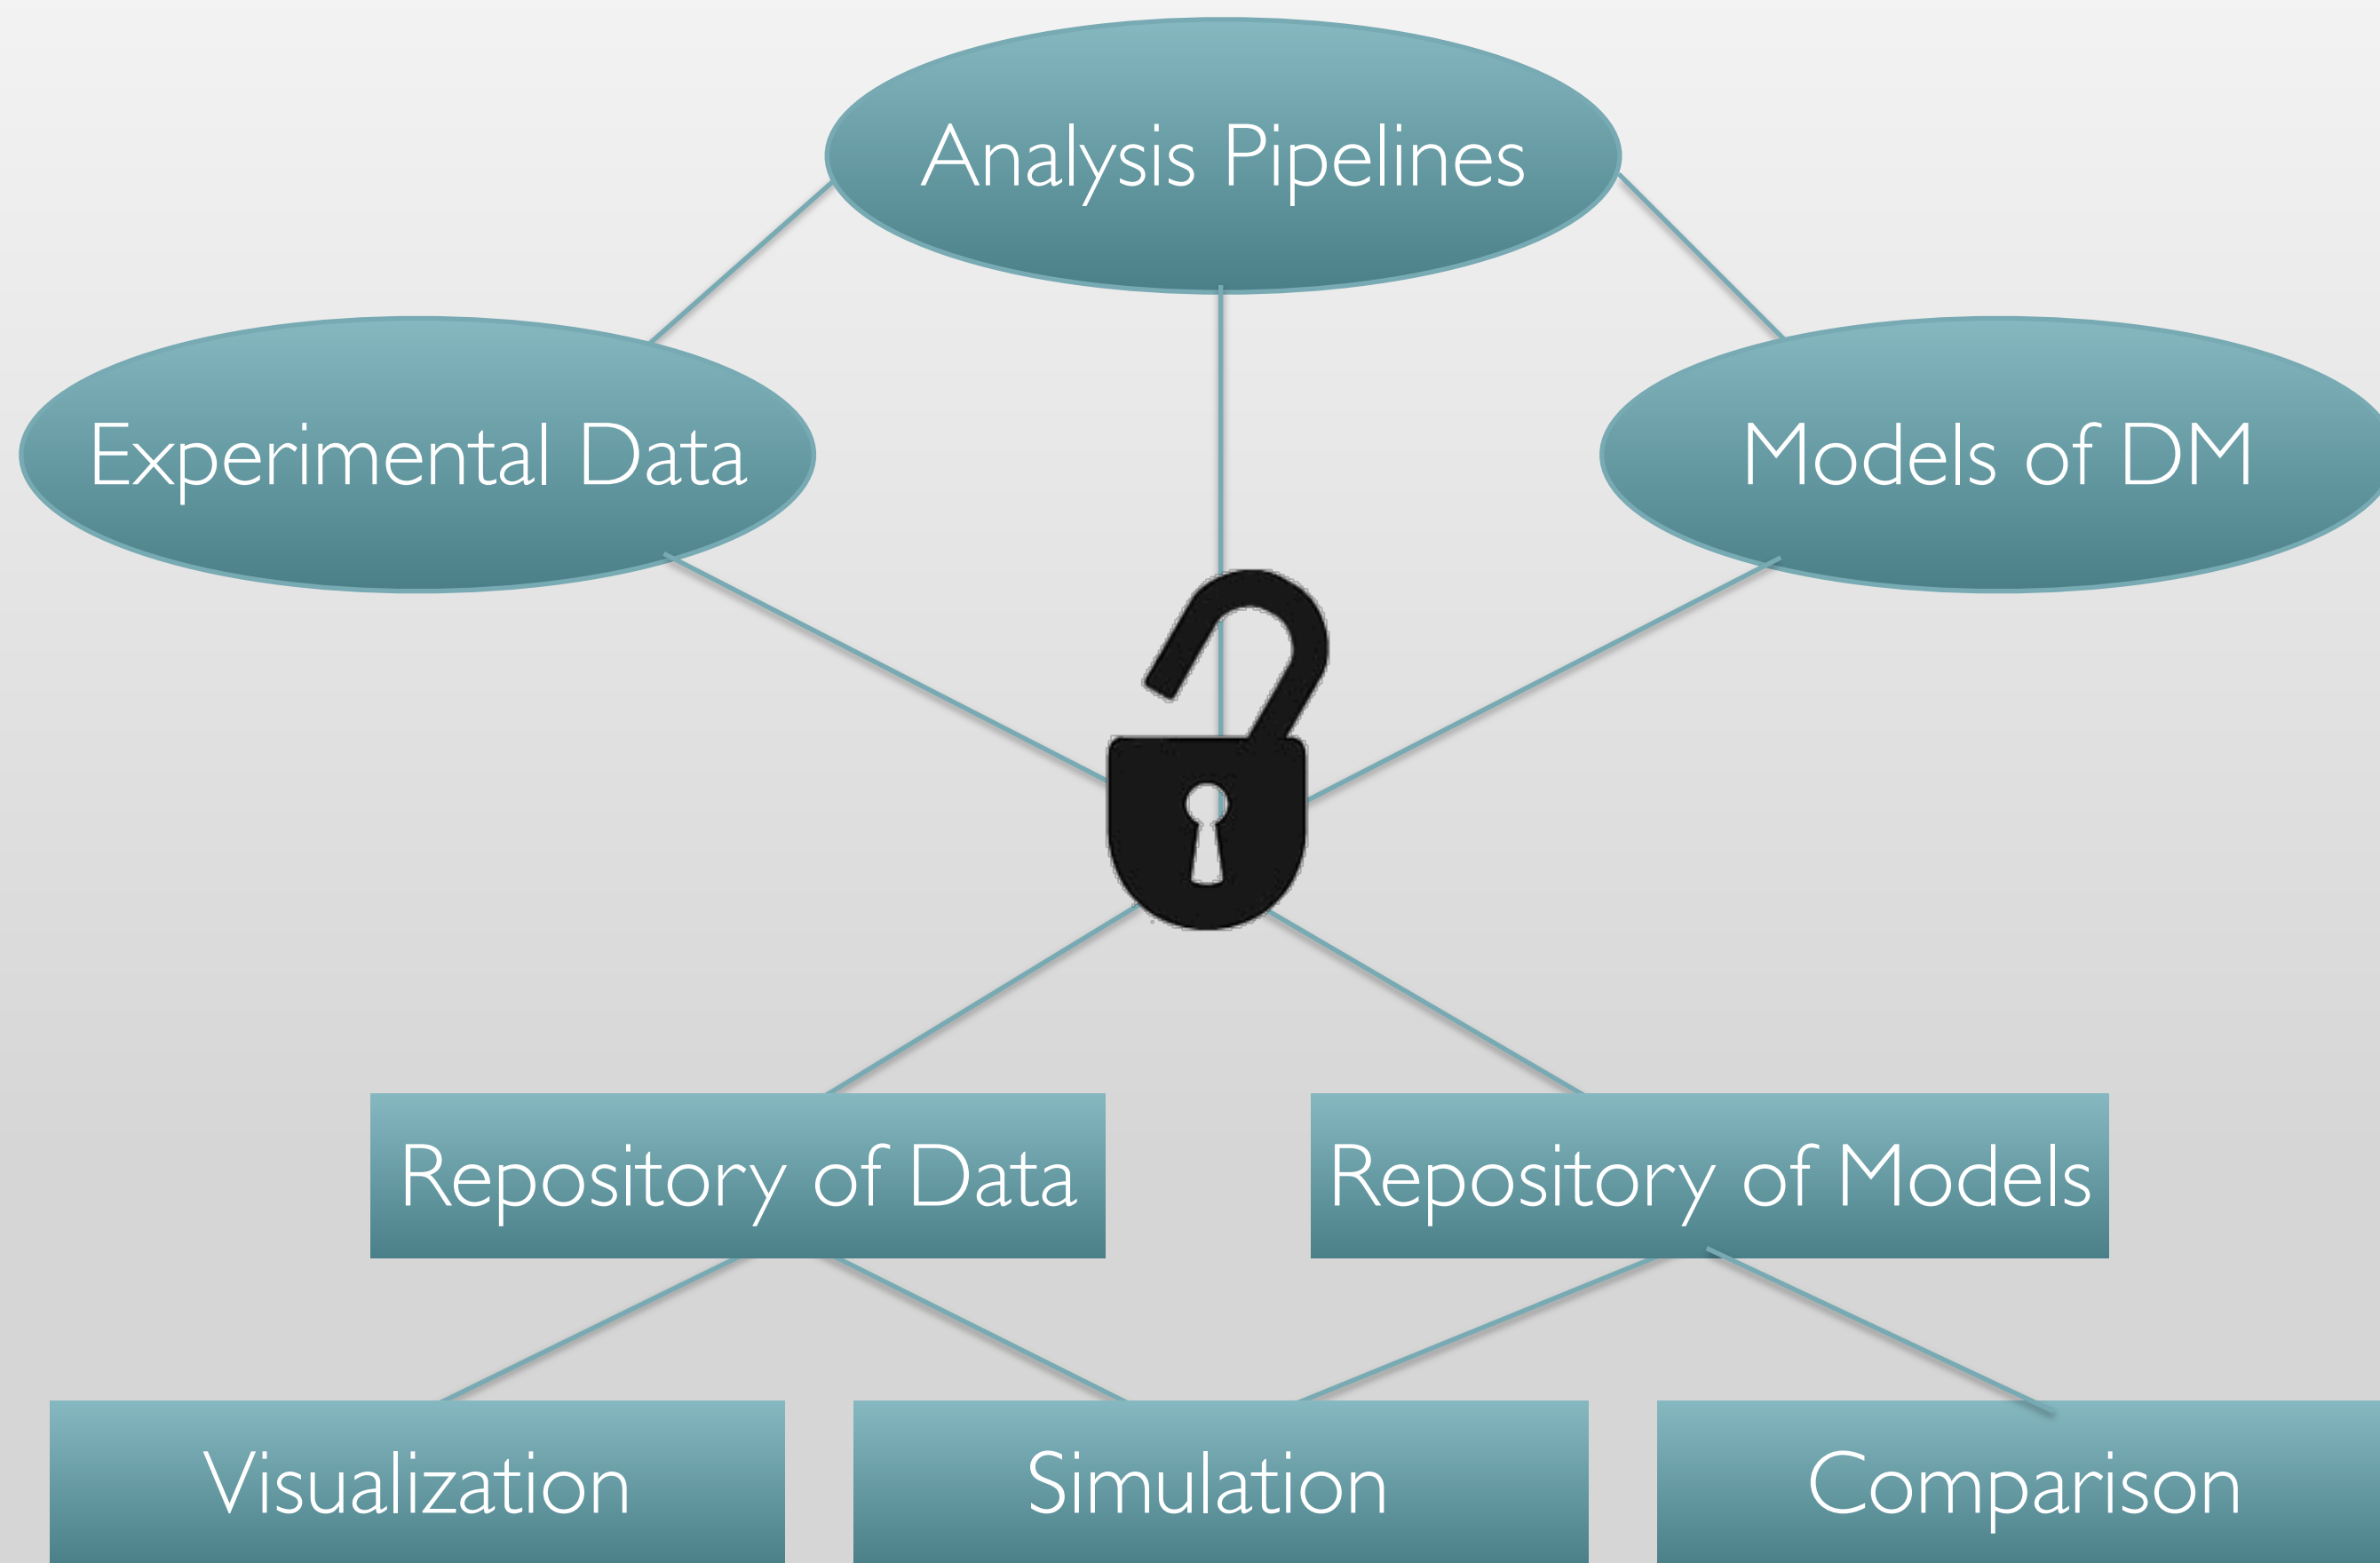 Analysis Pipelines
Experimental Data
Models of DM
Repository of Data
Repository of Models
Visualization
Simulation
Comparison